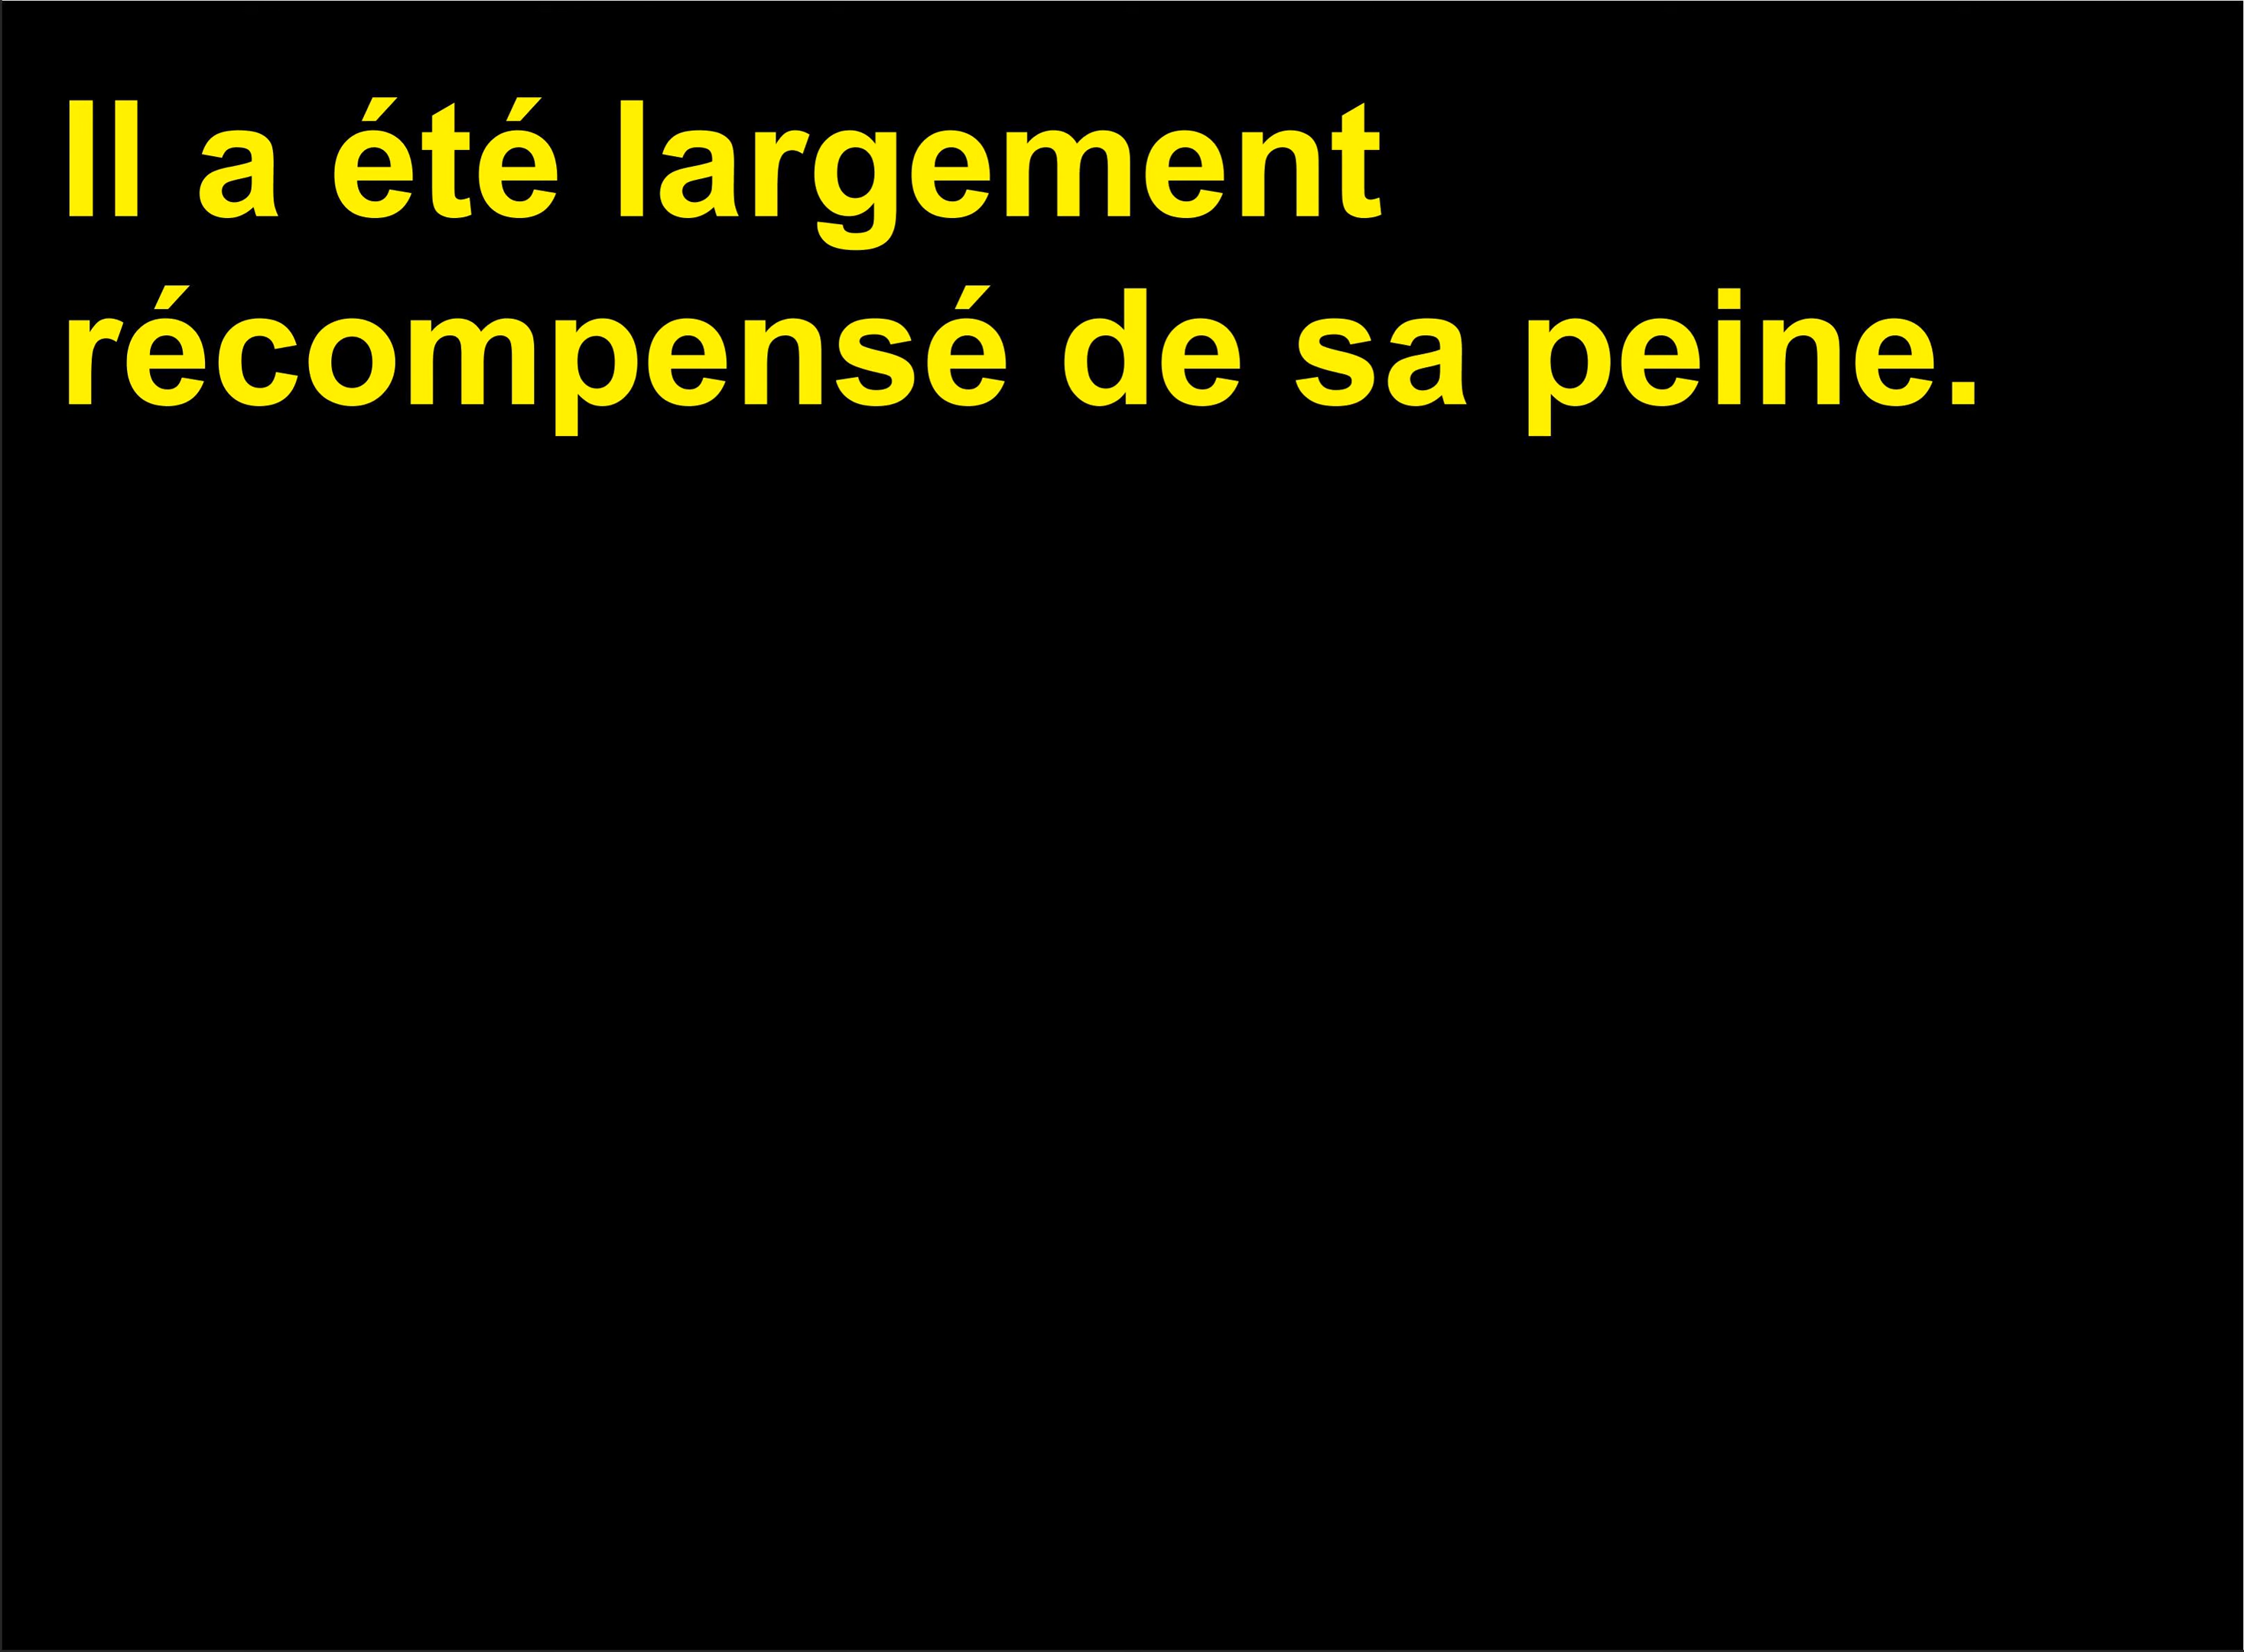 Il a été largement
récompensé de sa peine.